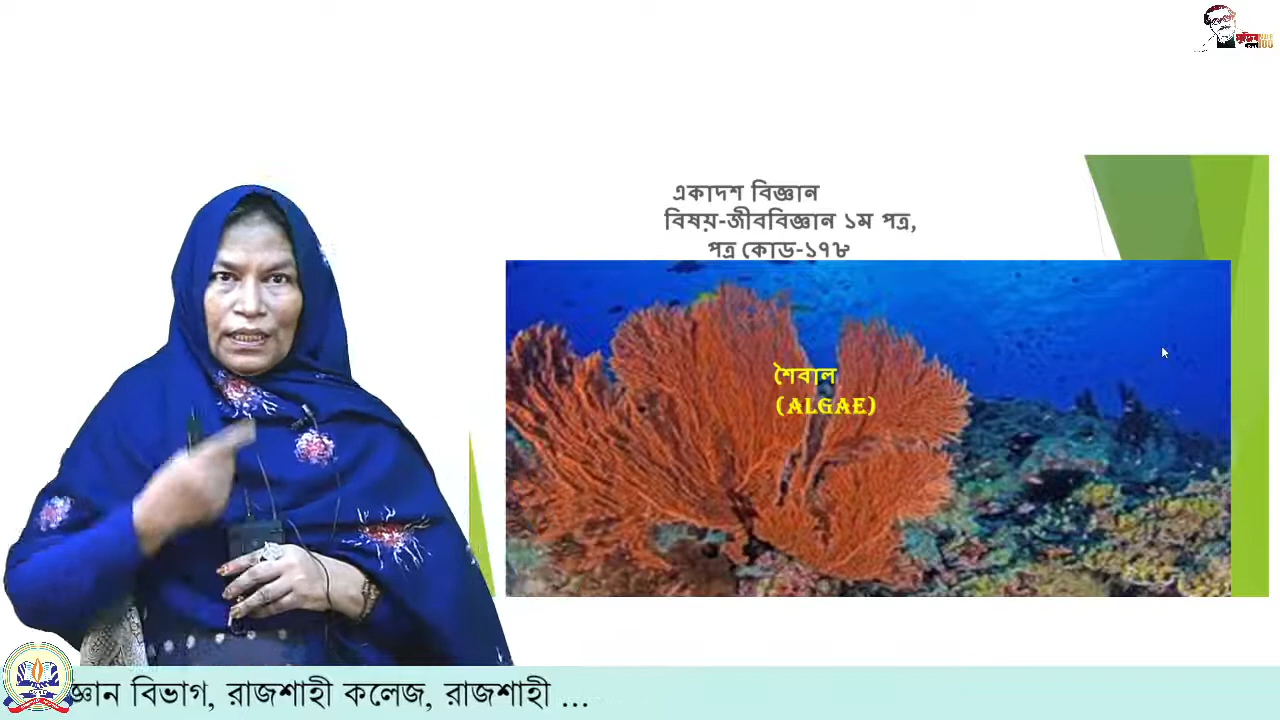 একাদশ বিজ্ঞান
বিষয়-জীববিজ্ঞান ১ম পত্র,
পত্র কোড-১৭৮
শৈবাল
(ALGAE)
জ্ঞান বিভাগ, রাজশাহী কলেজ, রাজশাহী ...